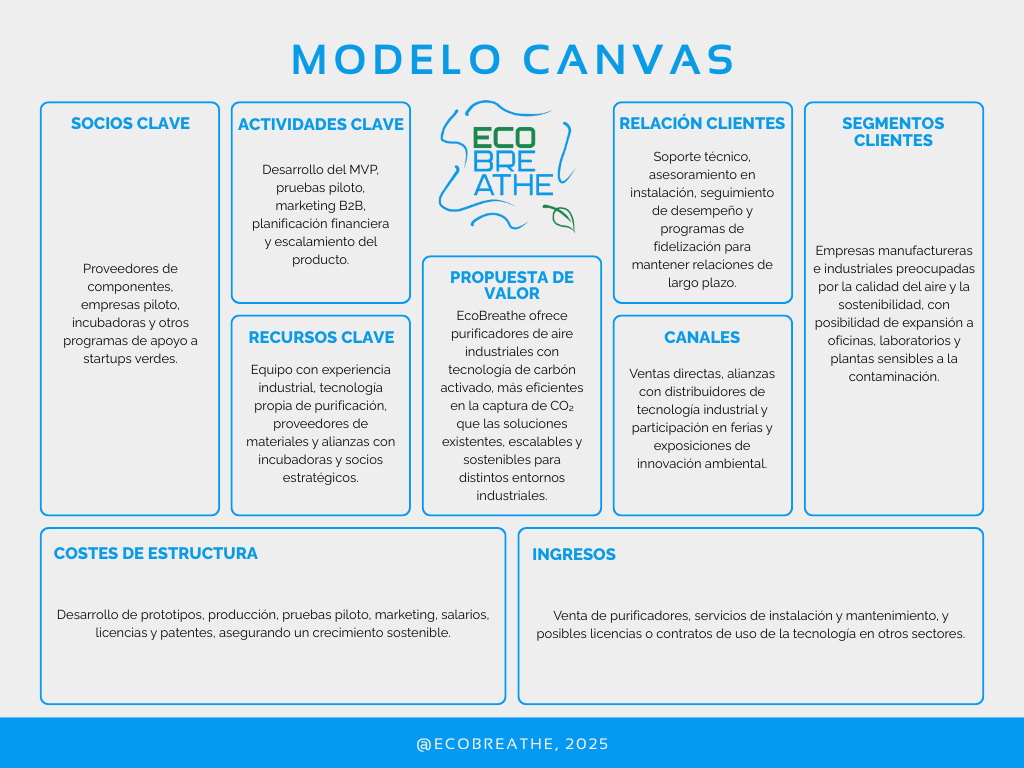 MODELO CANVAS
SOCIOS CLAVE
Proveedores de
componentes,
empresas piloto,
incubadoras y otros
programas de apoyo a
startups verdes.
ACTIVIDADES CLAVE
Desarrollo del MVP,
pruebas piloto,
marketing B2B,
planificación financiera
y escalamiento del
producto.
RECURSOS CLAVE
Equipo con experiencia
industrial, tecnología
propia de purificación,
proveedores de
materiales y alianzas con
incubadoras y socios
estratégicos.
ECO
BRE
ATHE
PROPUESTA DE
VALOR
EcoBreathe ofrece
purificadores de aire
industriales con
tecnología de carbón
activado, más eficientes
en la captura de CO₂
que las soluciones
existentes, escalables y
sostenibles para
distintos entornos
industriales.
RELACIÓN CLIENTES
Soporte técnico,
asesoramiento en
instalación, seguimiento
de desempeño y
programas de
fidelización para
mantener relaciones de
largo plazo.
CANALES
Ventas directas, alianzas
con distribuidores de
tecnología industrial y
participación en ferias y
exposiciones de
innovación ambiental.
SEGMENTOS
CLIENTES
Empresas manufactureras
e industriales preocupadas
por la calidad del aire y la
sostenibilidad, con
posibilidad de expansión a
oficinas, laboratorios y
plantas sensibles a la
contaminación.
COSTES DE ESTRUCTURA
Desarrollo de prototipos, producción, pruebas piloto, marketing, salarios,
licencias y patentes, asegurando un crecimiento sostenible.
INGRESOS
Venta de purificadores, servicios de instalación y mantenimiento, y
posibles licencias o contratos de uso de la tecnología en otros sectores.
@ECOBREATHE, 2025